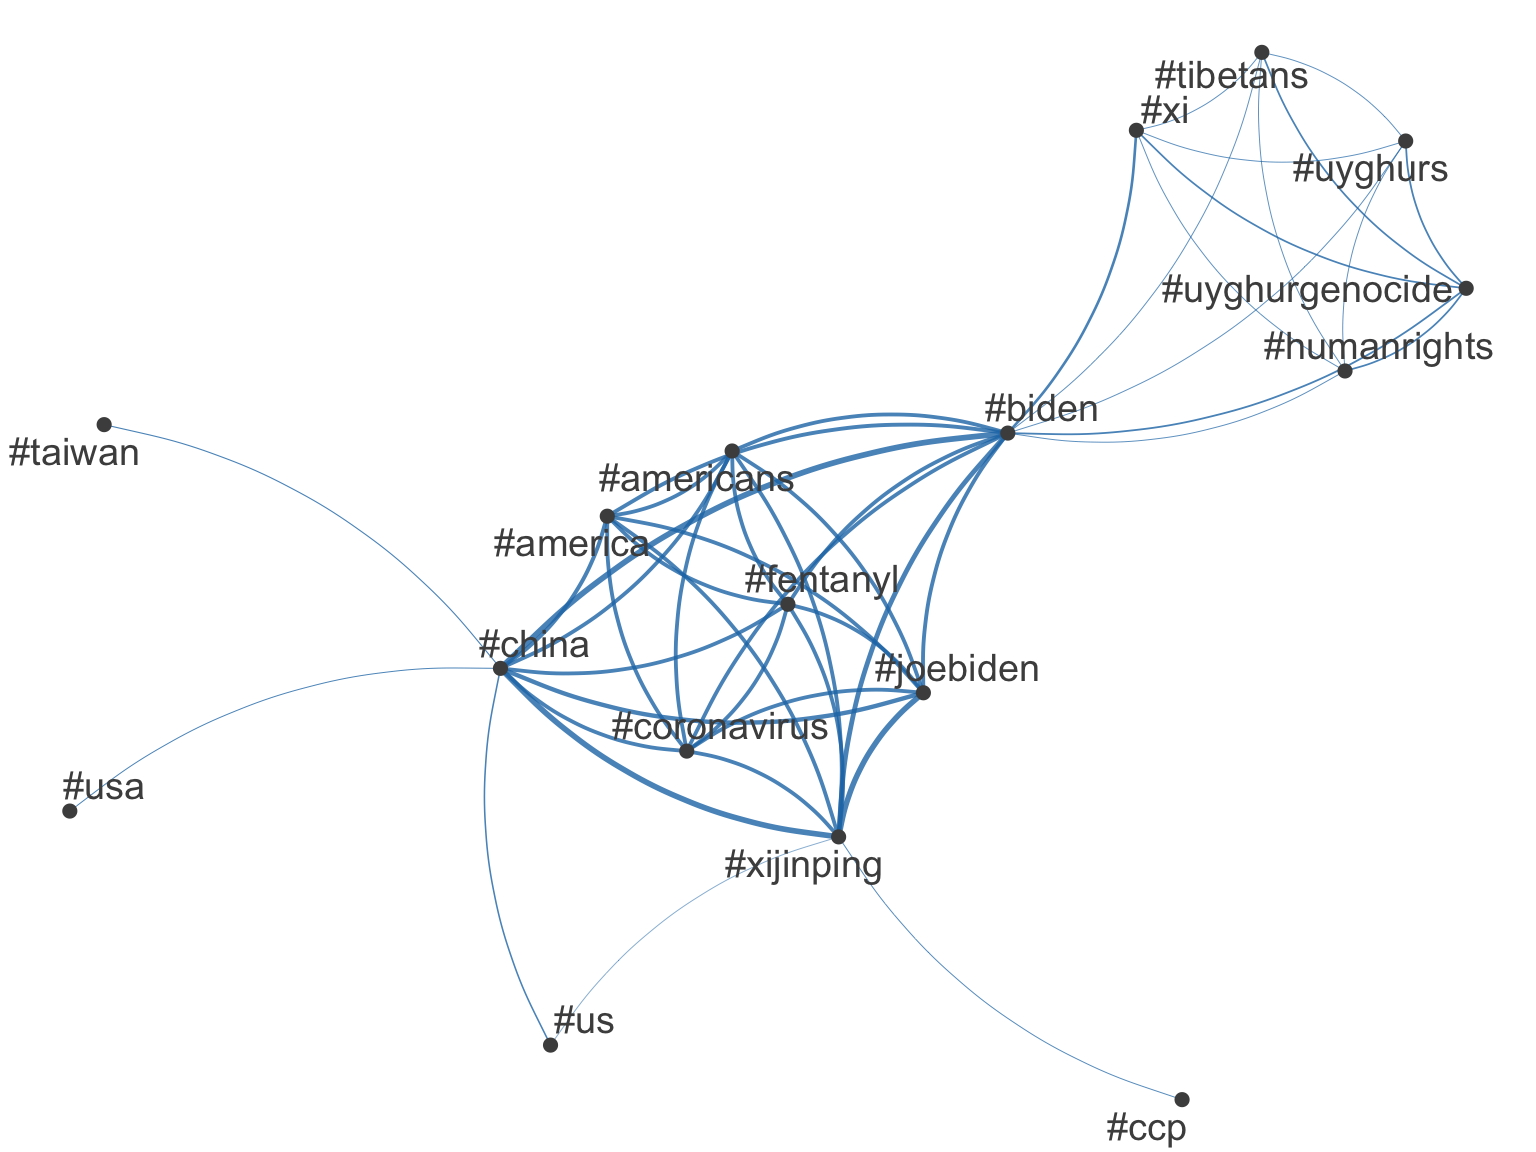 #tibetans
#xi
#uyghurs
#uyghurgenocide
#humanrights
#biden
#taiwan
#americans
#america
#fentanyl
#china
#joebiden
#coronavirus
#usa
#xijinping
#us
#ccp